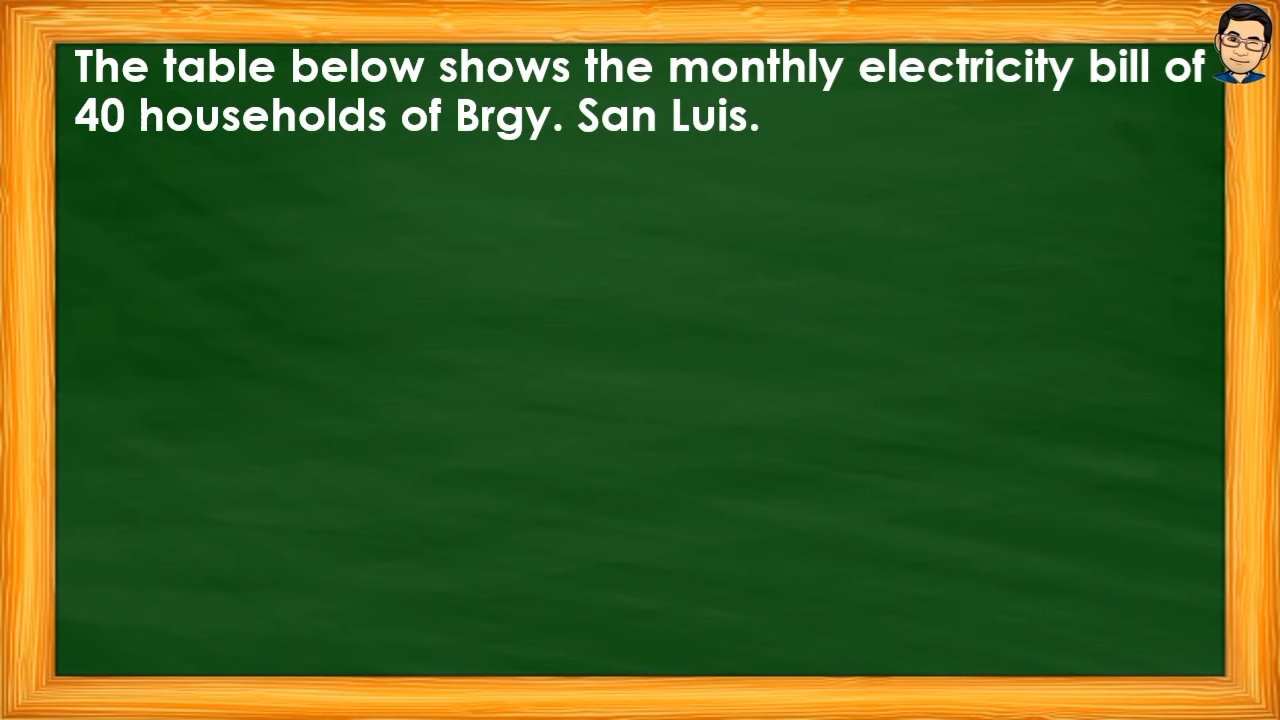 The table below shows the monthly electricity bill of
40 households of Brgy. San Luis.